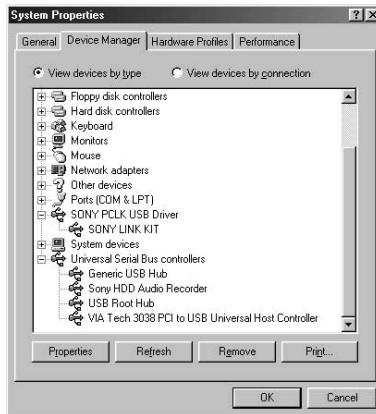 System Properties
General Device Manager Hardware Profiles Performance
View devices by type View devices by connection
Floppy disk controllers
Hard disk controllers
Keyboard
Monitors
Mouse
Network adapters
Other devices
Ports (COM & LPT)
SONY PCLK USB Driver
SONY LINK KIT
System devices
Universal Serial Bus controllers
Generic USB Hub
Sony HDD Audio Recorder
USB Root Hub
VIA Tech 3038 PCI to USB Universal Host Controller
Properties Refresh Remove Print...
OK Cancel